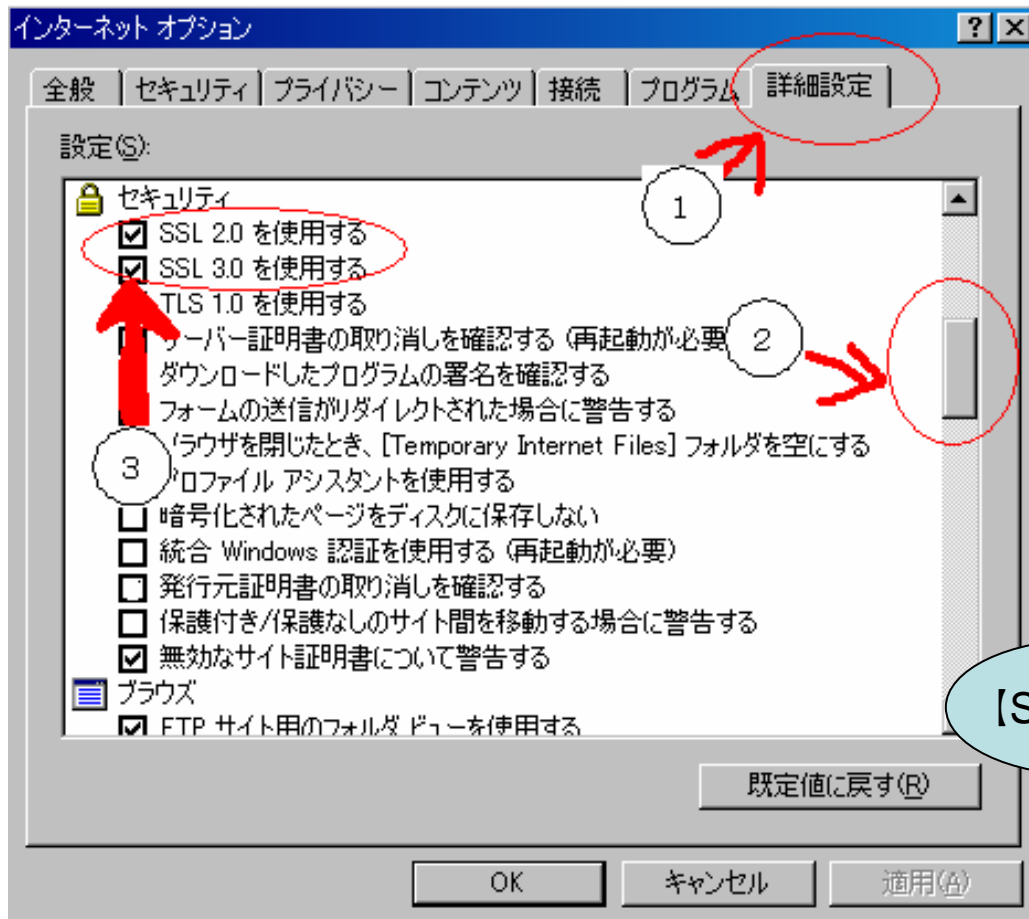 インターネット オプション
全般 セキュリティ プライバシー コンテンツ 接続 プログラム 詳細設定
設定(S):
1
セキュリティ
SSL 2.0 を使用する
SSL 3.0 を使用する
TLS 1.0 を使用する
サーバー証明書の取り消しを確認する (再起動が必要
2
ダウンロードしたプログラムの署名を確認する
フォームの送信がリダイレクトされた場合に警告する
ブラウザを閉じたとき、[Temporary Internet Files] フォルダを空にする
3
プロファイル アシスタントを使用する
暗号化されたページをディスクに保存しない
統合 Windows 認証を使用する (再起動が必要)
発行元証明書の取り消しを確認する
保護付き/保護なしのサイト間を移動する場合に警告する
無効なサイト証明書について警告する
ブラウズ
FTP サイト用のフォルダ ビューを使用する
【S
既定値に戻す(R)
OK キャンセル 適用(A)